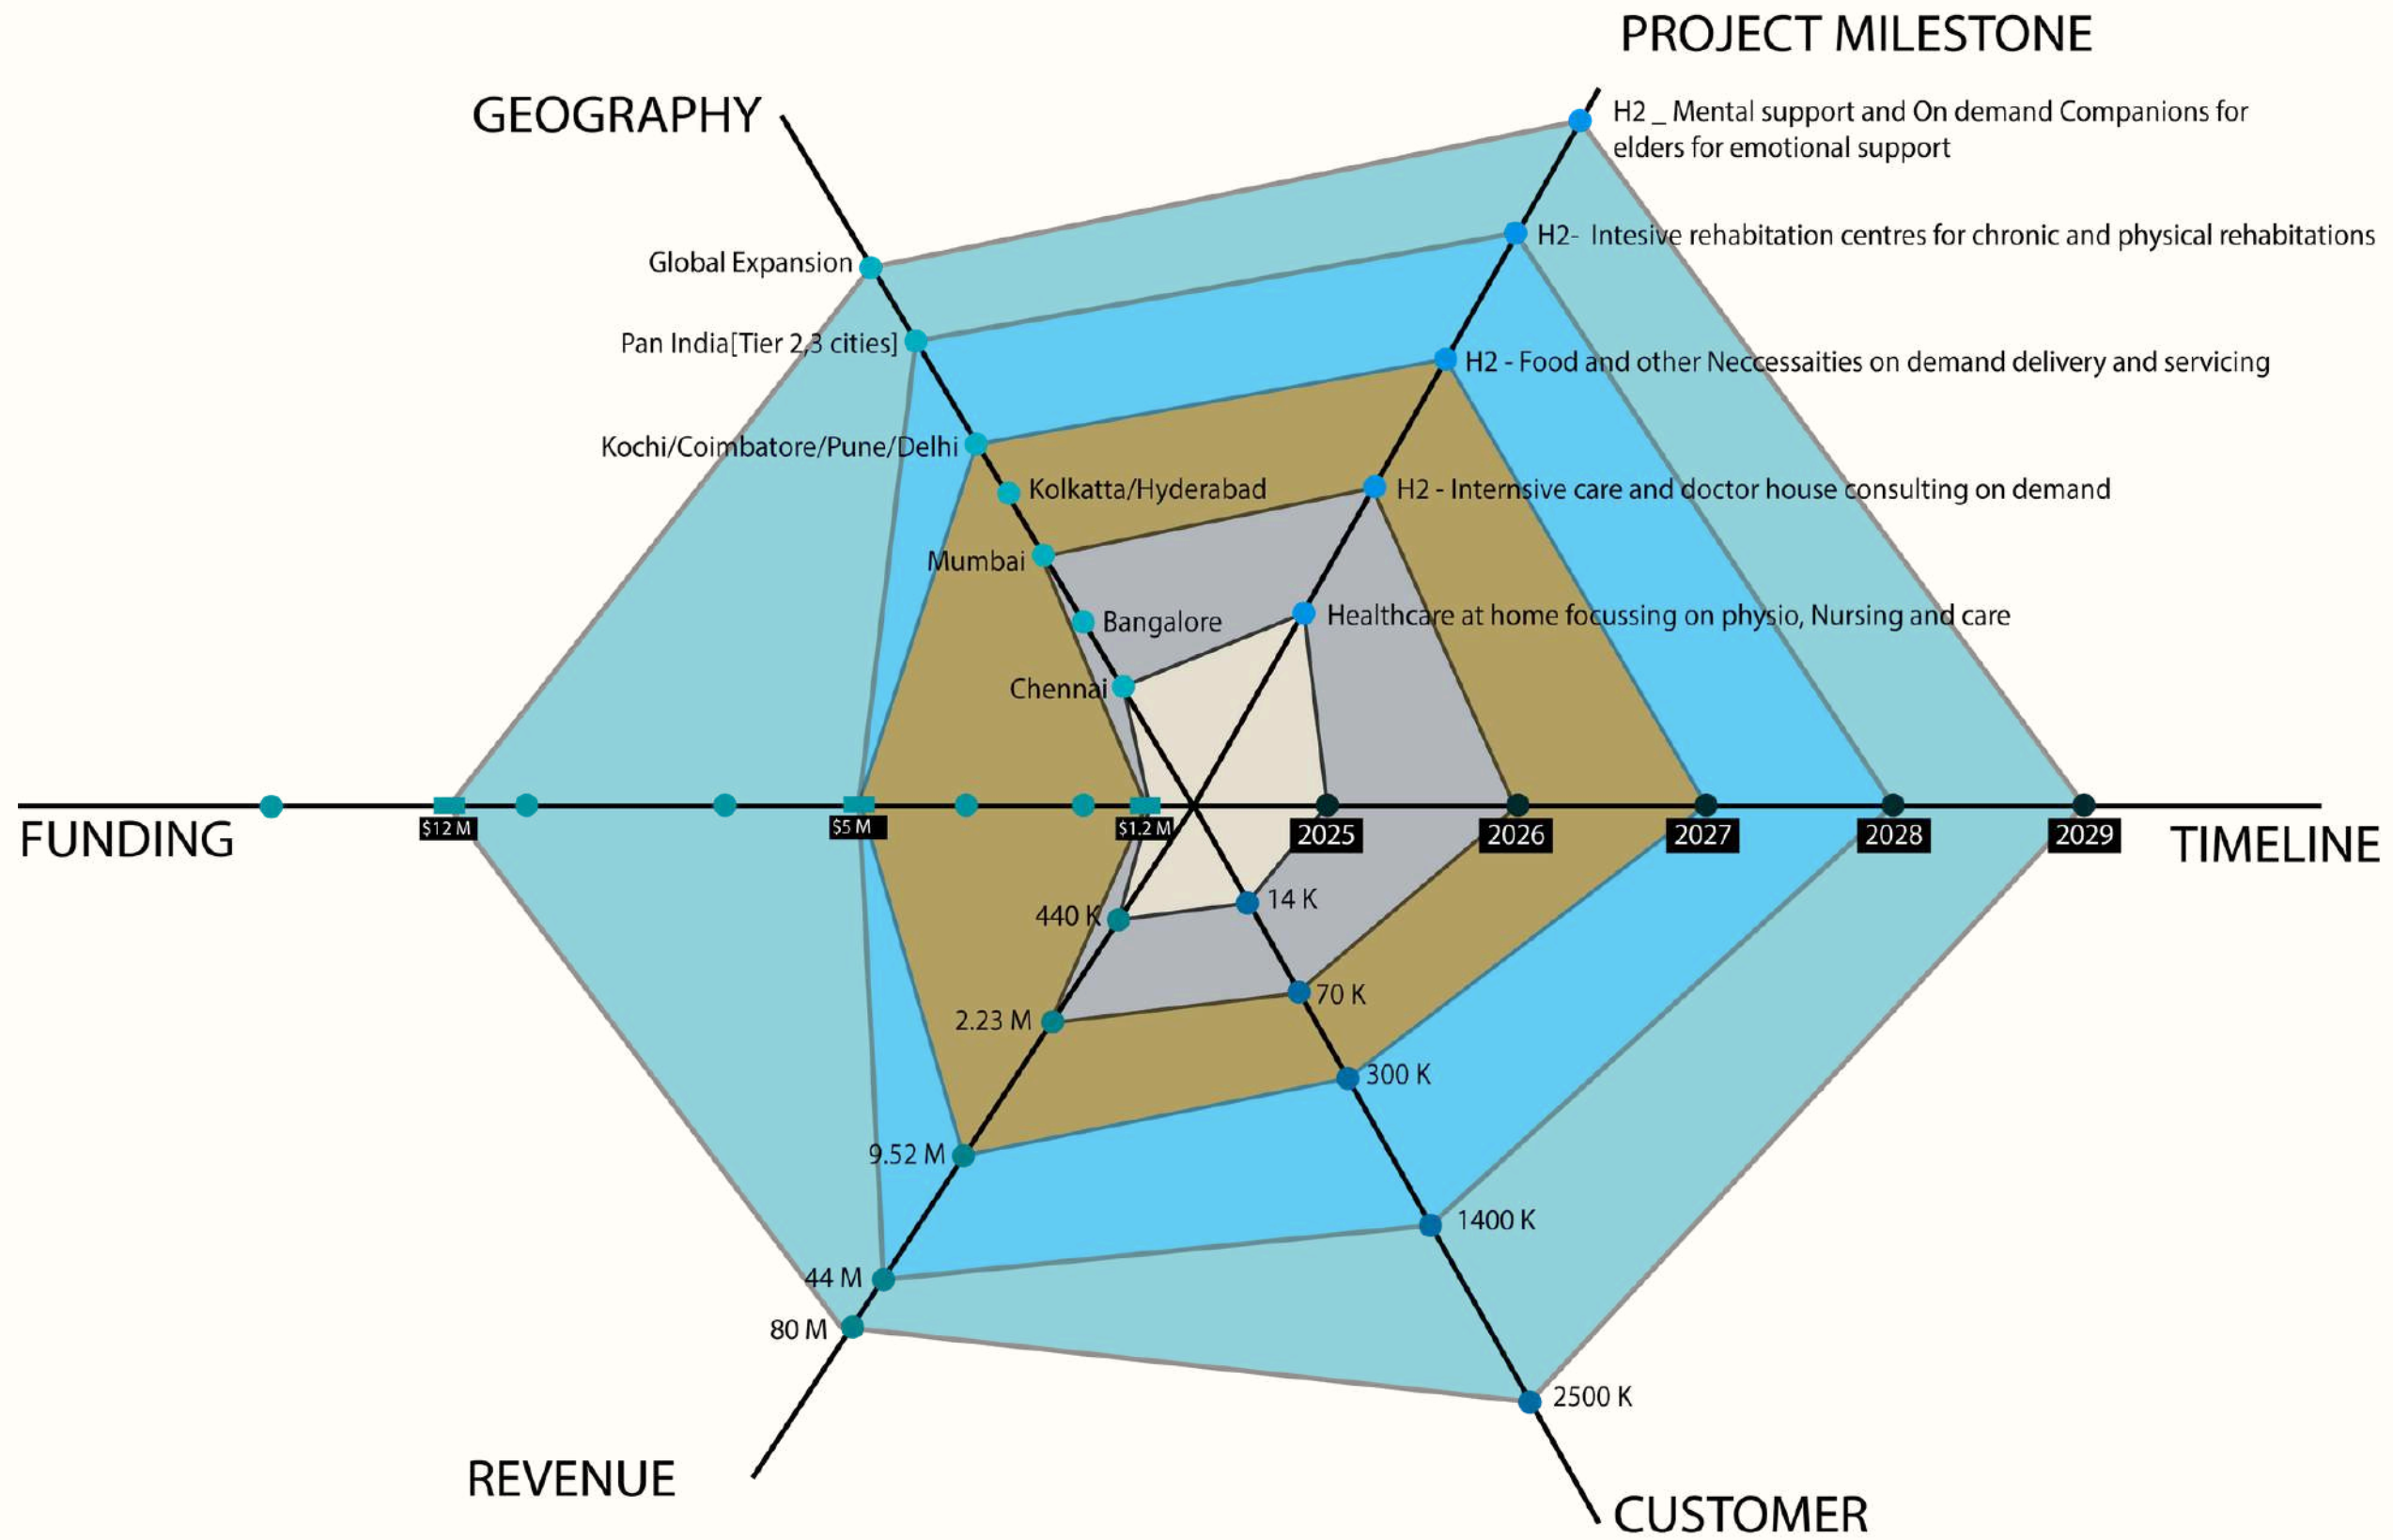 PROJECT MILESTONE
GEOGRAPHY
H2 _ Mental support and On demand Companions for
elders for emotional support
H2- Intesive rehabitation centres for chronic and physical rehabitations
Global Expansion
Pan India[Tier 2,3 cities]
H2 - Food and other Neccessaities on demand delivery and servicing
Kochi/Coimbatore/Pune/Delhi
Kolkatta/Hyderabad
H2 - Internsive care and doctor house consulting on demand
Mumbai
Bangalore
Healthcare at home focussing on physio, Nursing and care
Chennai
FUNDING
$12 M
$5 M
$1.2 M
2025
2026
2027
2028
2029
TIMELINE
440 K
14 K
2.23 M
70 K
9.52 M
300 K
44 M
1400 K
80 M
2500 K
REVENUE
CUSTOMER